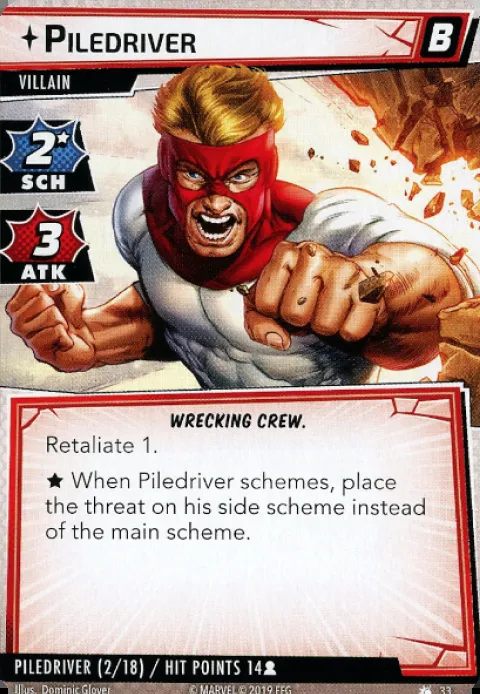 PILEDRIVER
B
VILLAIN
2★
SCH
3
ATK
WRECKING CREW.
Retaliate 1.
★ When Piledriver schemes, place
the threat on his side scheme instead
of the main scheme.
PILEDRIVER (2/18) / HIT POINTS 14
Illus. Dominic Glover © MARVEL © 2019 FFG 33